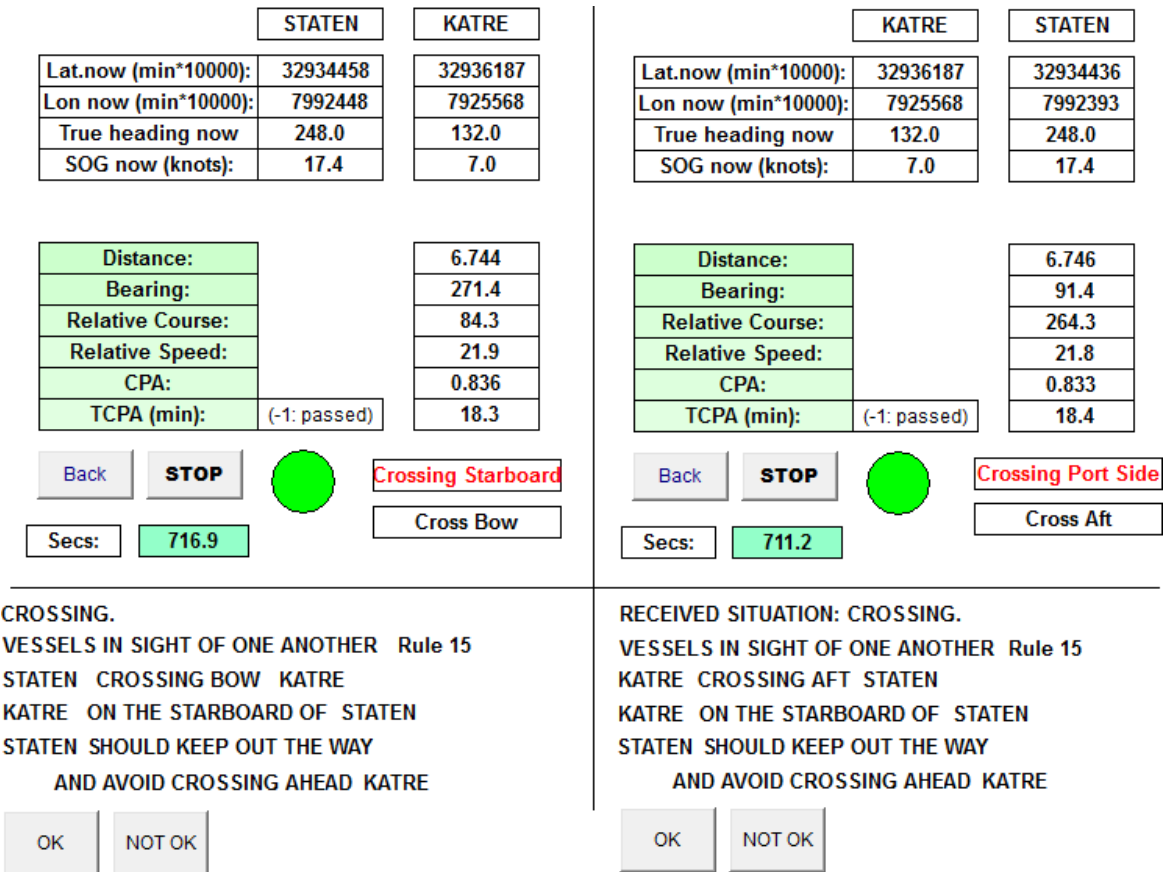 STATEN KATRE
Lat.now (min*10000): 32934458 32936187
Lon now (min*10000): 7992448 7925568
True heading now 248.0 132.0
SOG now (knots): 17.4 7.0
Distance: 6.744
Bearing: 271.4
Relative Course: 84.3
Relative Speed: 21.9
CPA: 0.836
TCPA (min): (-1: passed) 18.3
Back STOP Crossing Starboard
Cross Bow
Secs: 716.9
CROSSING.
VESSELS IN SIGHT OF ONE ANOTHER Rule 15
STATEN CROSSING BOW KATRE
KATRE ON THE STARBOARD OF STATEN
STATEN SHOULD KEEP OUT THE WAY
AND AVOID CROSSING AHEAD KATRE
OK NOT OK
KATRE STATEN
Lat.now (min*10000): 32936187 32934436
Lon now (min*10000): 7925568 7992393
True heading now 132.0 248.0
SOG now (knots): 7.0 17.4
Distance: 6.746
Bearing: 91.4
Relative Course: 264.3
Relative Speed: 21.8
CPA: 0.833
TCPA (min): (-1: passed) 18.4
Back STOP Crossing Port Side
Cross Aft
Secs: 711.2
RECEIVED SITUATION: CROSSING.
VESSELS IN SIGHT OF ONE ANOTHER Rule 15
KATRE CROSSING AFT STATEN
KATRE ON THE STARBOARD OF STATEN
STATEN SHOULD KEEP OUT THE WAY
AND AVOID CROSSING AHEAD KATRE
OK NOT OK